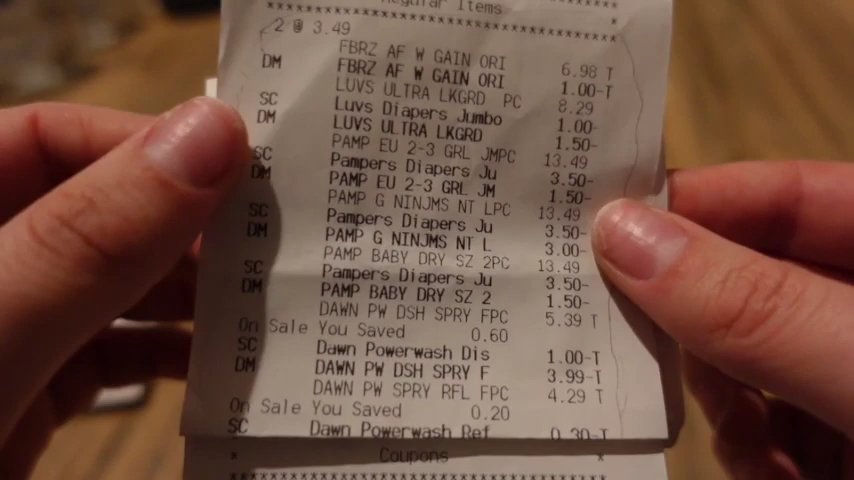 Regular Items *
*************************************
2 @ 3.49
FBRZ AF W GAIN ORI 6.98 T
DM FBRZ AF W GAIN ORI 1.00-T
LUVS ULTRA LKGRD PC 8.29
SC Luvs Diapers Jumbo 1.00-
DM LUVS ULTRA LKGRD 1.50-
PAMP EU 2-3 GRL JMPC 13.49
SC Pampers Diapers Ju 3.50-
DM PAMP EU 2-3 GRL JM 1.50-
PAMP G NINJMS NT LPC 13.49
SC Pampers Diapers Ju 3.50-
DM PAMP G NINJMS NT L 3.00-
PAMP BABY DRY SZ 2PC 13.49
SC Pampers Diapers Ju 3.50-
DM PAMP BABY DRY SZ 2 1.50-
DAWN PW DSH SPRY FPC 5.39 T
On Sale You Saved 0.60
SC Dawn Powerwash Dis 1.00-T
DM DAWN PW DSH SPRY F 3.99-T
DAWN PW SPRY RFL FPC 4.29 T
On Sale You Saved 0.20
SC Dawn Powerwash Ref 0.30-T
* Coupons *
*************************************